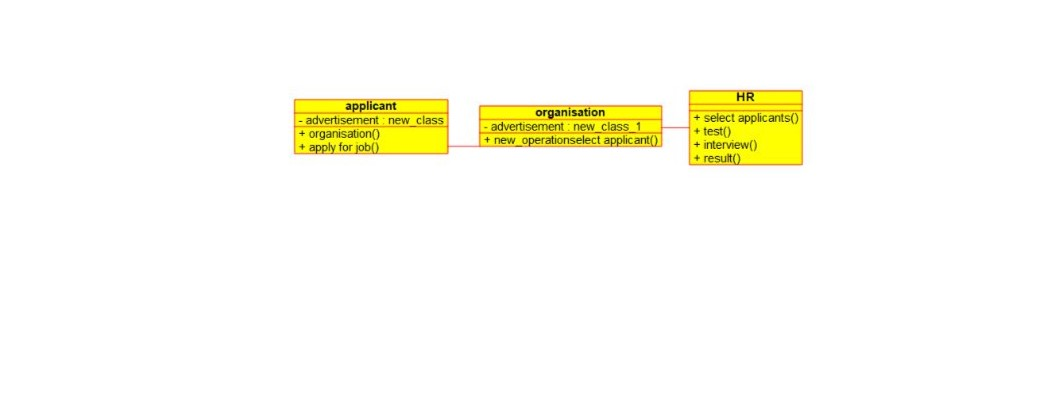 applicant
- advertisement : new_class
+ organisation()
+ apply for job()
organisation
- advertisement : new_class_1
+ new_operationselect applicant()
HR
+ select applicants()
+ test()
+ interview()
+ result()